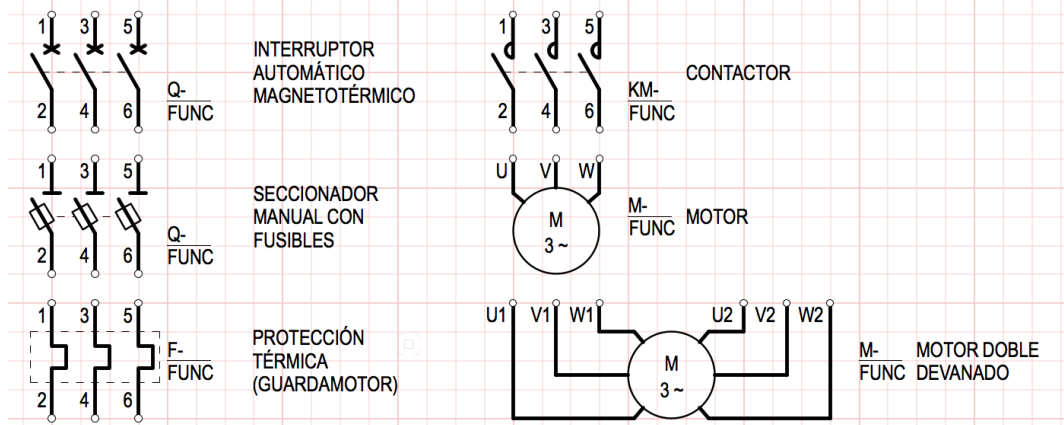 1 3 5
2 4 6
Q-
FUNC
INTERRUPTOR
AUTOMÁTICO
MAGNETOTÉRMICO
1 3 5
2 4 6
KM-
FUNC
CONTACTOR
1 3 5
2 4 6
Q-
FUNC
SECCIONADOR
MANUAL CON
FUSIBLES
U V W
M
3 ~
M-
FUNC
MOTOR
1 3 5
2 4 6
F-
FUNC
PROTECCIÓN
TÉRMICA
(GUARDAMOTOR)
U1 V1 W1 U2 V2 W2
M
3 ~
M-
FUNC
MOTOR DOBLE
DEVANADO